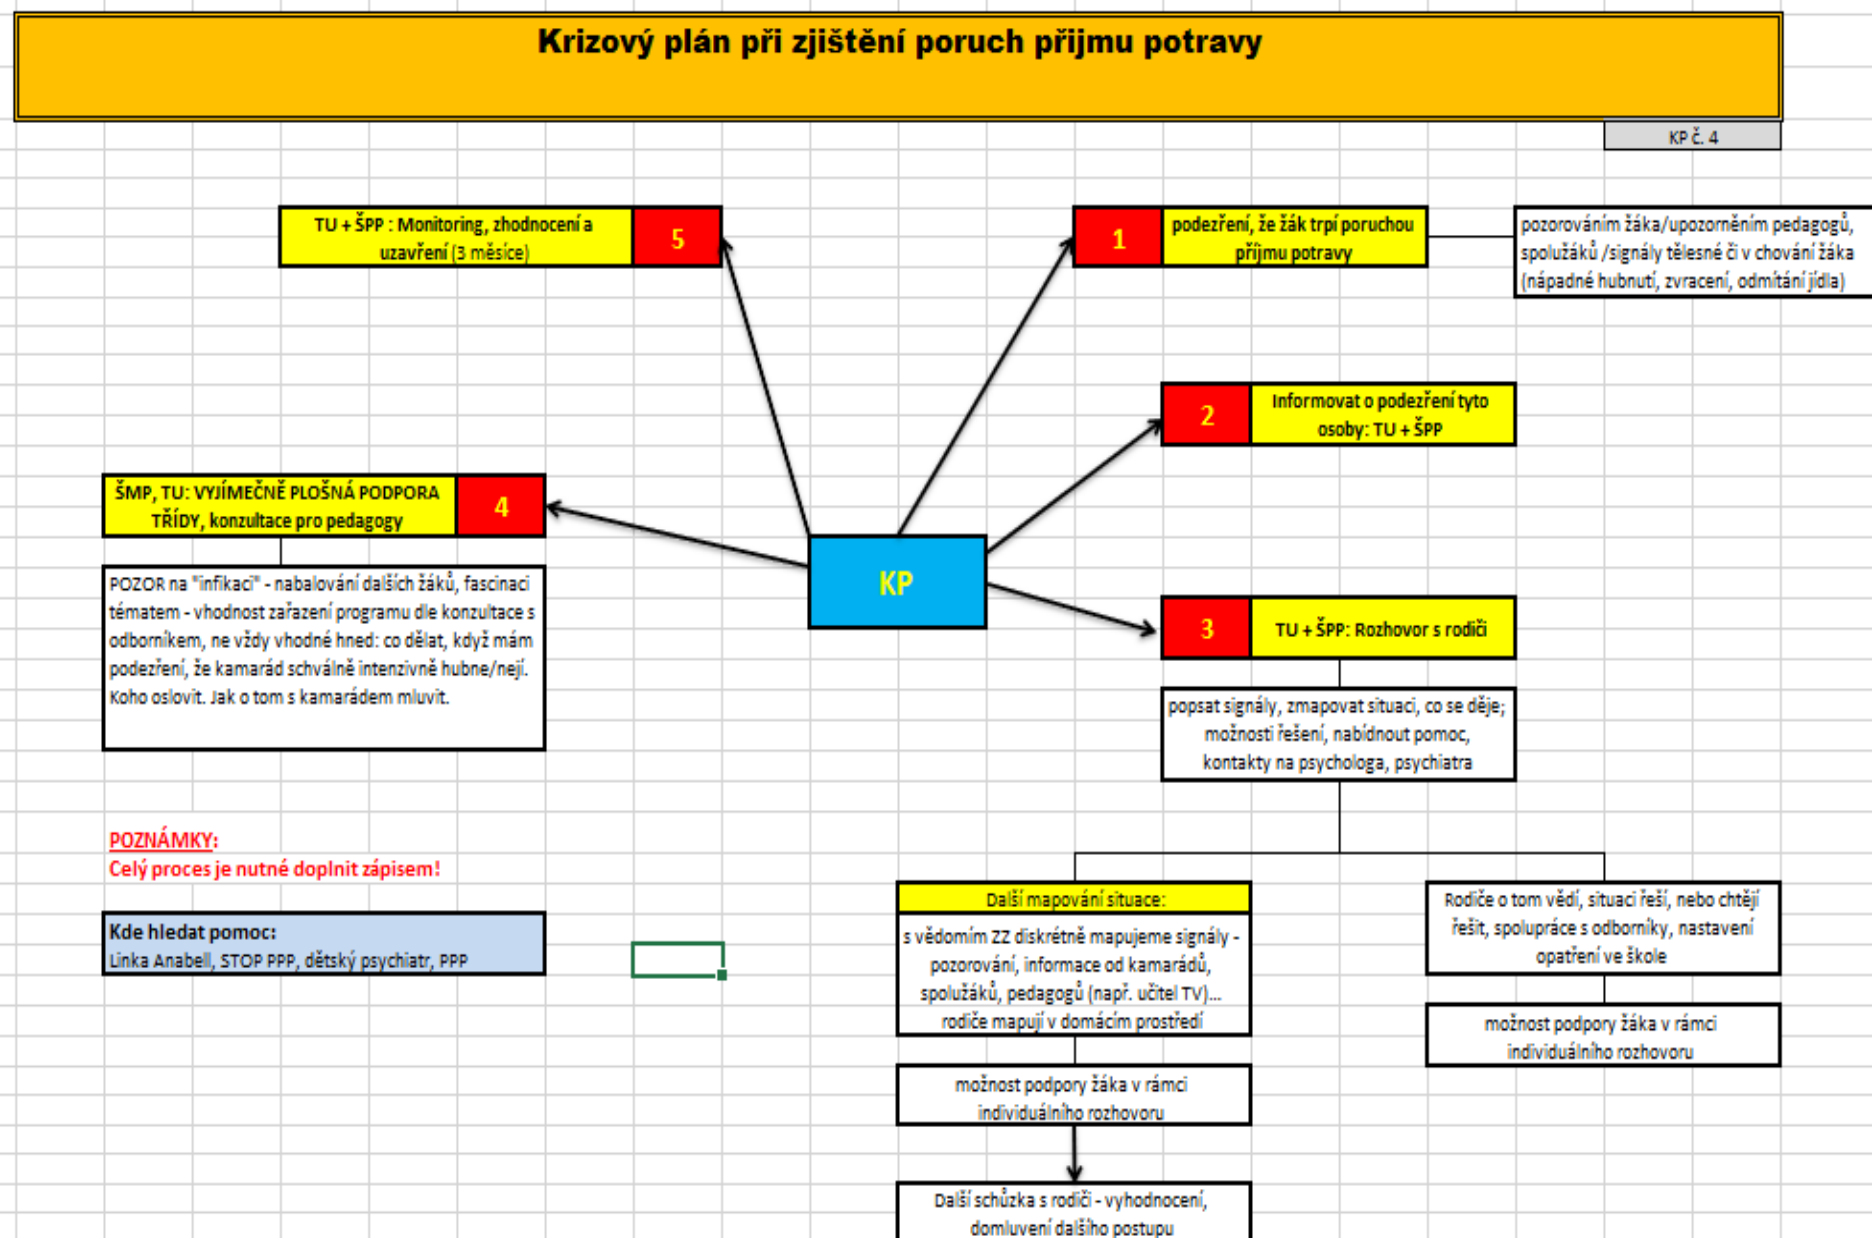 Krizový plán při zjištění poruch přijmu potravy
KP č. 4
TU + ŠPP : Monitoring, zhodnocení a
uzavření (3 měsíce)
5
1
podezření, že žák trpí poruchou
příjmu potravy
pozorováním žáka/upozorněním pedagogů,
spolužáků /signály tělesné či v chování žáka
(nápadné hubnutí, zvracení, odmítání jídla)
2
Informovat o podezření tyto
osoby: TU + ŠPP
ŠMP, TU: VYJÍMEČNĚ PLOŠNÁ PODPORA
TŘÍDY, konzultace pro pedagogy
4
POZOR na "infikaci" - nabalování dalších žáků, fascinaci
tématem - vhodnost zařazení programu dle konzultace s
odborníkem, ne vždy vhodné hned: co dělat, když mám
podezření, že kamarád schválně intenzivně hubne/nejí.
Koho oslovit. Jak o tom s kamarádem mluvit.
KP
3
TU + ŠPP: Rozhovor s rodiči
popsat signály, zmapovat situaci, co se děje;
možnosti řešení, nabídnout pomoc,
kontakty na psychologa, psychiatra
POZNÁMKY:
Celý proces je nutné doplnit zápisem!
Kde hledat pomoc:
Linka Anabell, STOP PPP, dětský psychiatr, PPP
Další mapování situace:
s vědomím ZZ diskrétně mapujeme signály -
pozorování, informace od kamarádů,
spolužáků, pedagogů (např. učitel TV)...
rodiče mapují v domácím prostředí
možnost podpory žáka v rámci
individuálního rozhovoru
Další schůzka s rodiči - vyhodnocení,
domluvení dalšího postupu
Rodiče o tom vědí, situaci řeší, nebo chtějí
řešit, spolupráce s odborníky, nastavení
opatření ve škole
možnost podpory žáka v rámci
individuálního rozhovoru